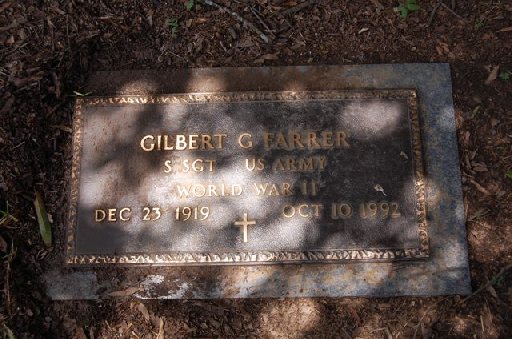 GILBERT G FARRER
S SGT US ARMY
WORLD WAR II
DEC 23 1919 OCT 10 1992